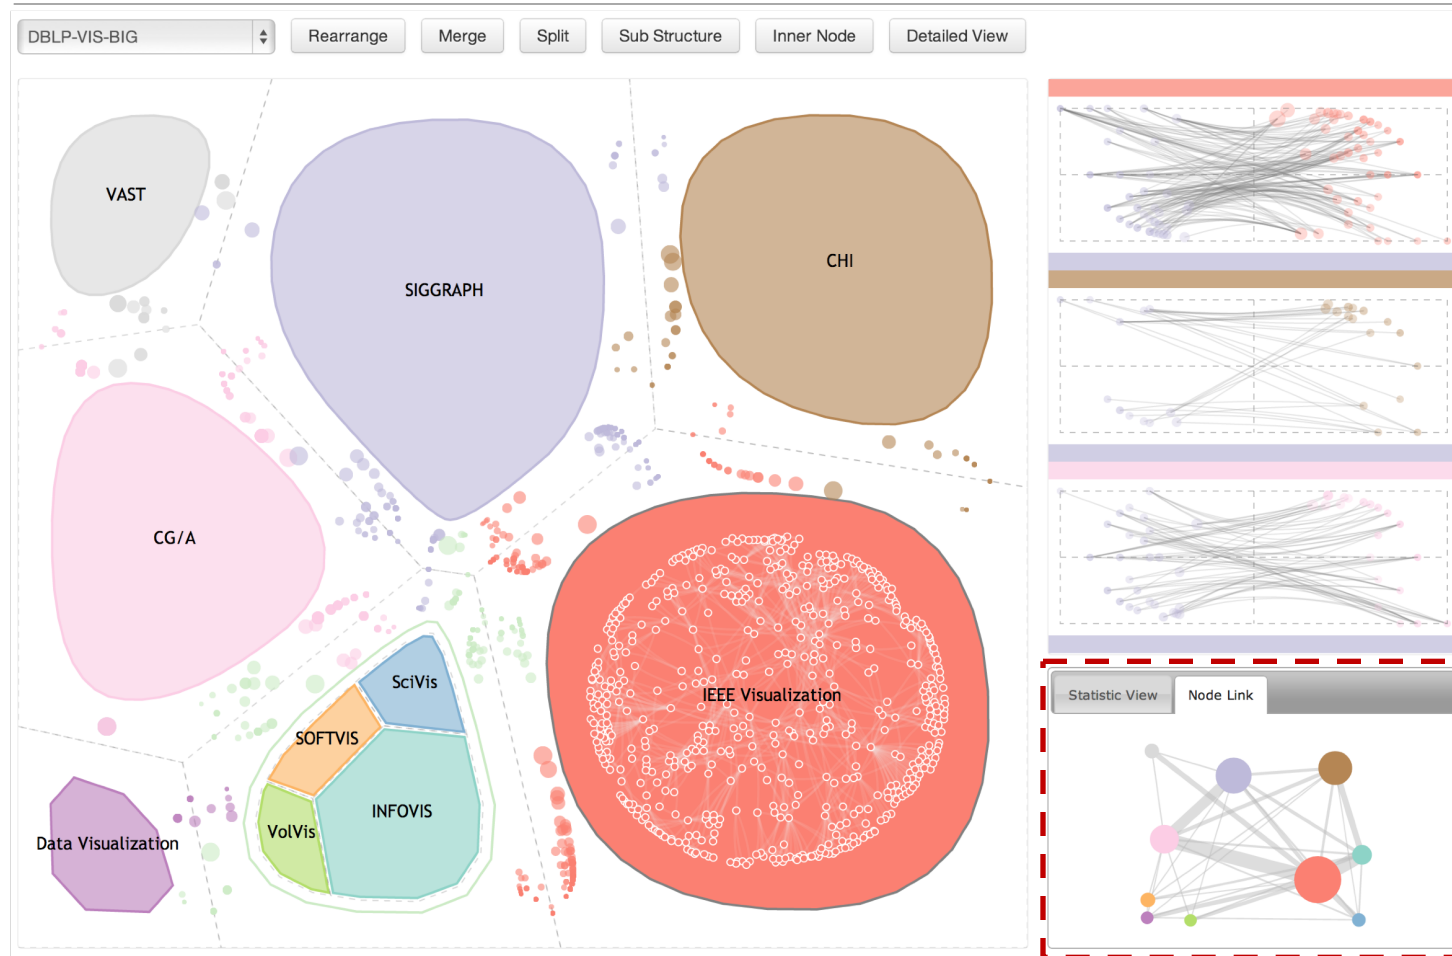 DBLP-VIS-BIG
Rearrange
Merge
Split
Sub Structure
Inner Node
Detailed View
VAST
SIGGRAPH
CHI
CG/A
SciVis
SOFTVIS
INFOVIS
VolVis
IEEE Visualization
Data Visualization
Statistic View
Node Link